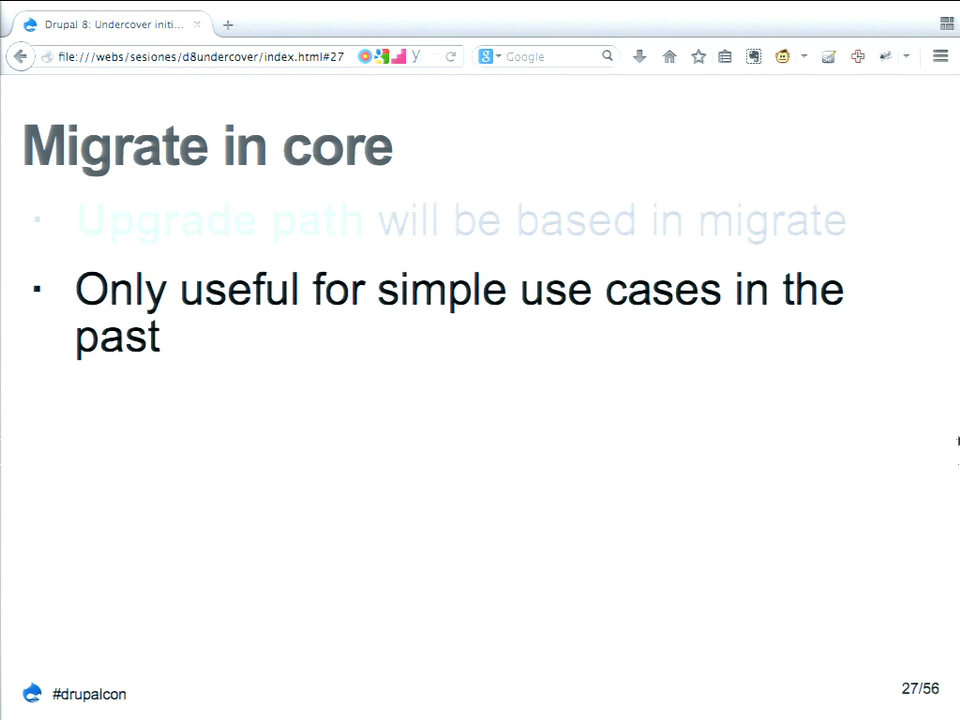 Drupal 8: Undercover initi...
file:///webs/sesiones/d8undercover/index.html#27
Google
Migrate in core
Upgrade path will be based in migrate
Only useful for simple use cases in the
past
#drupalcon
27/56